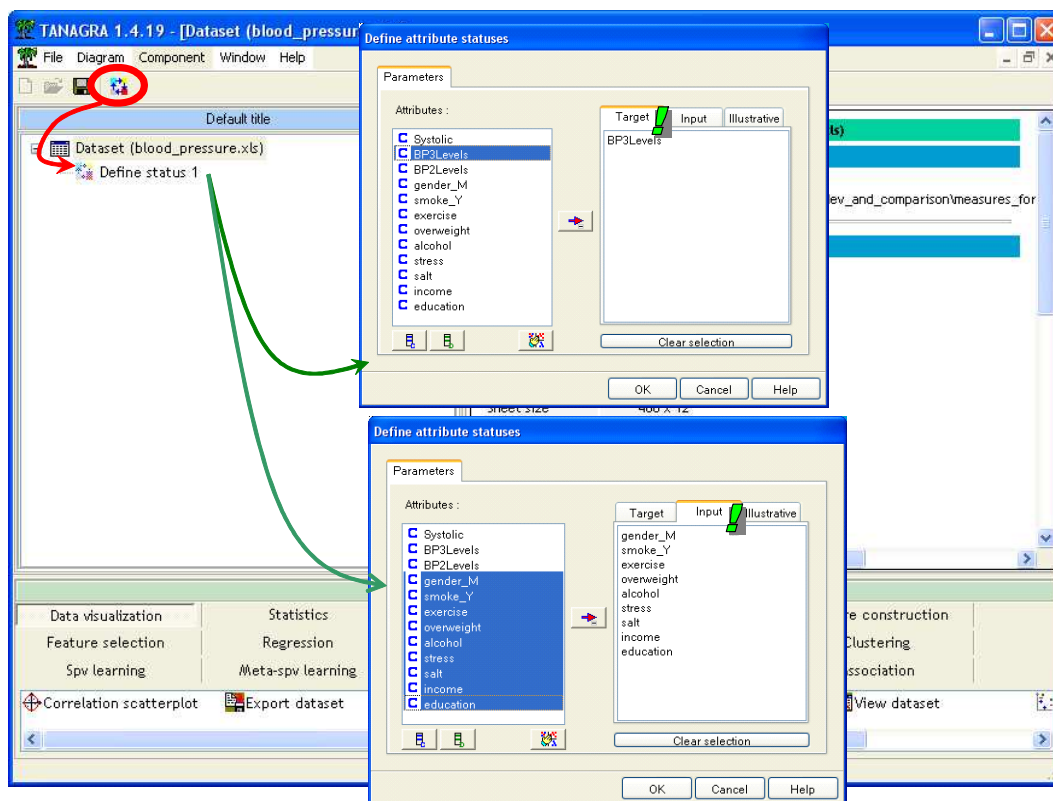 TANAGRA 1.4.19 - [Dataset (blood_pressur
File Diagram Component Window Help
Default title
Dataset (blood_pressure.xls)
Define status 1
Define attribute statuses
Parameters
Attributes :
Systolic
BP3Levels
BP2Levels
gender_M
smoke_Y
exercise
overweight
alcohol
stress
salt
income
education
Target Input Illustrative
BP3Levels
Clear selection
OK Cancel Help
ls)
ev_and_comparison\measures_for
Sheet size 460 x 12
Define attribute statuses
Parameters
Attributes :
Systolic
BP3Levels
BP2Levels
gender_M
smoke_Y
exercise
overweight
alcohol
stress
salt
income
education
Target Input Illustrative
gender_M
smoke_Y
exercise
overweight
alcohol
stress
salt
income
education
Clear selection
OK Cancel Help
Data visualization Statistics re construction
Feature selection Regression Clustering
Spv learning Meta-spv learning ssociation
Correlation scatterplot Export dataset View dataset